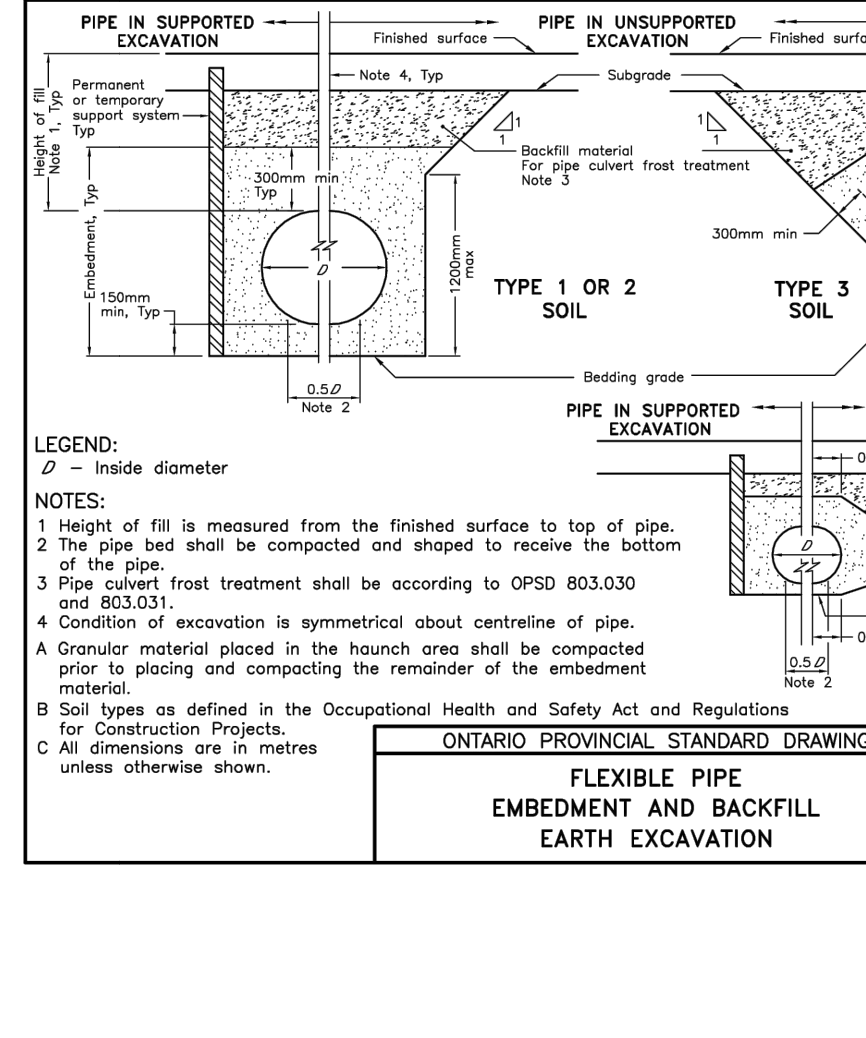 PIPE IN SUPPORTED
EXCAVATION
PIPE IN UNSUPPORTED
EXCAVATION
Finished surface
Finished surfa
Note 4, Typ
Subgrade
Height of fill
Note 1, Typ
Permanent
or temporary
support system
Typ
1
1
1
1
Backfill material
For pipe culvert frost treatment
Note 3
300mm min
Typ
Embedment, Typ
300mm min
D
1200mm
max
TYPE 1 OR 2
SOIL
TYPE 3
SOIL
150mm
min, Typ
Bedding grade
0.5D
Note 2
PIPE IN SUPPORTED
EXCAVATION
0
D
0
0.5D
Note 2
LEGEND:
D – Inside diameter
NOTES:
1 Height of fill is measured from the finished surface to top of pipe.
2 The pipe bed shall be compacted and shaped to receive the bottom
of the pipe.
3 Pipe culvert frost treatment shall be according to OPSD 803.030
and 803.031.
4 Condition of excavation is symmetrical about centreline of pipe.
A Granular material placed in the haunch area shall be compacted
prior to placing and compacting the remainder of the embedment
material.
B Soil types as defined in the Occupational Health and Safety Act and Regulations
for Construction Projects.
C All dimensions are in metres
unless otherwise shown.
ONTARIO PROVINCIAL STANDARD DRAWING
FLEXIBLE PIPE
EMBEDMENT AND BACKFILL
EARTH EXCAVATION